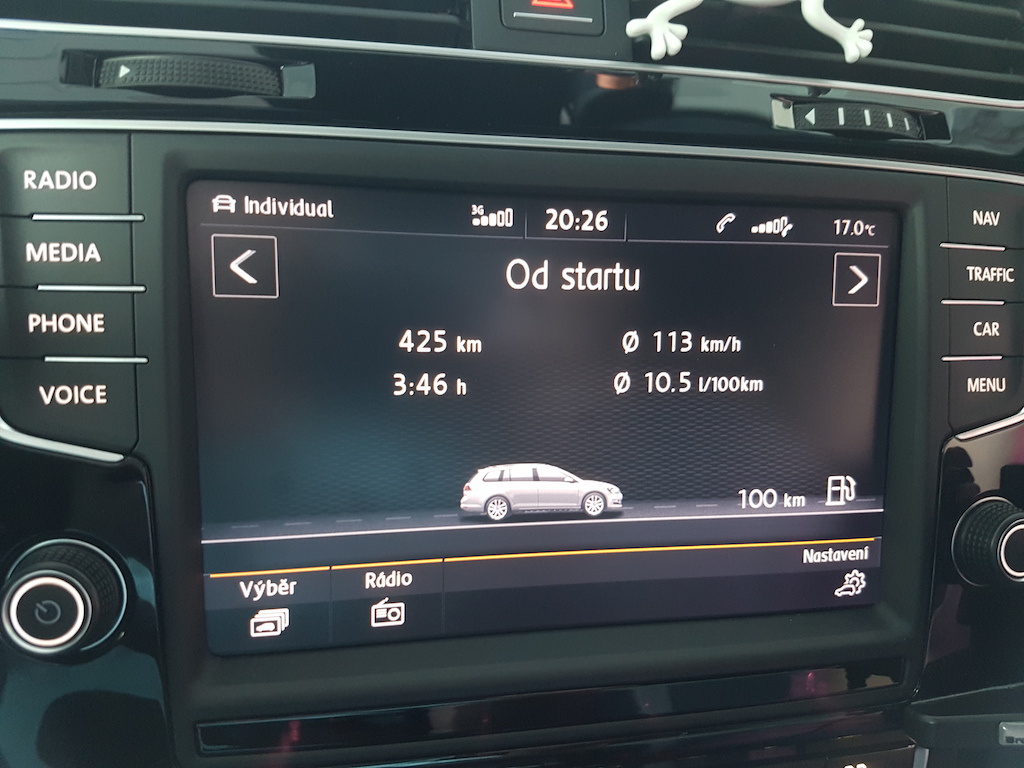 RADIO
MEDIA
PHONE
VOICE
Individual
3G
20:26
17.0°C
Od startu
425 km
Ø 113 km/h
3:46 h
Ø 10.5 l/100km
100 km
Nastavení
Výběr
Rádio
NAV
TRAFFIC
CAR
MENU